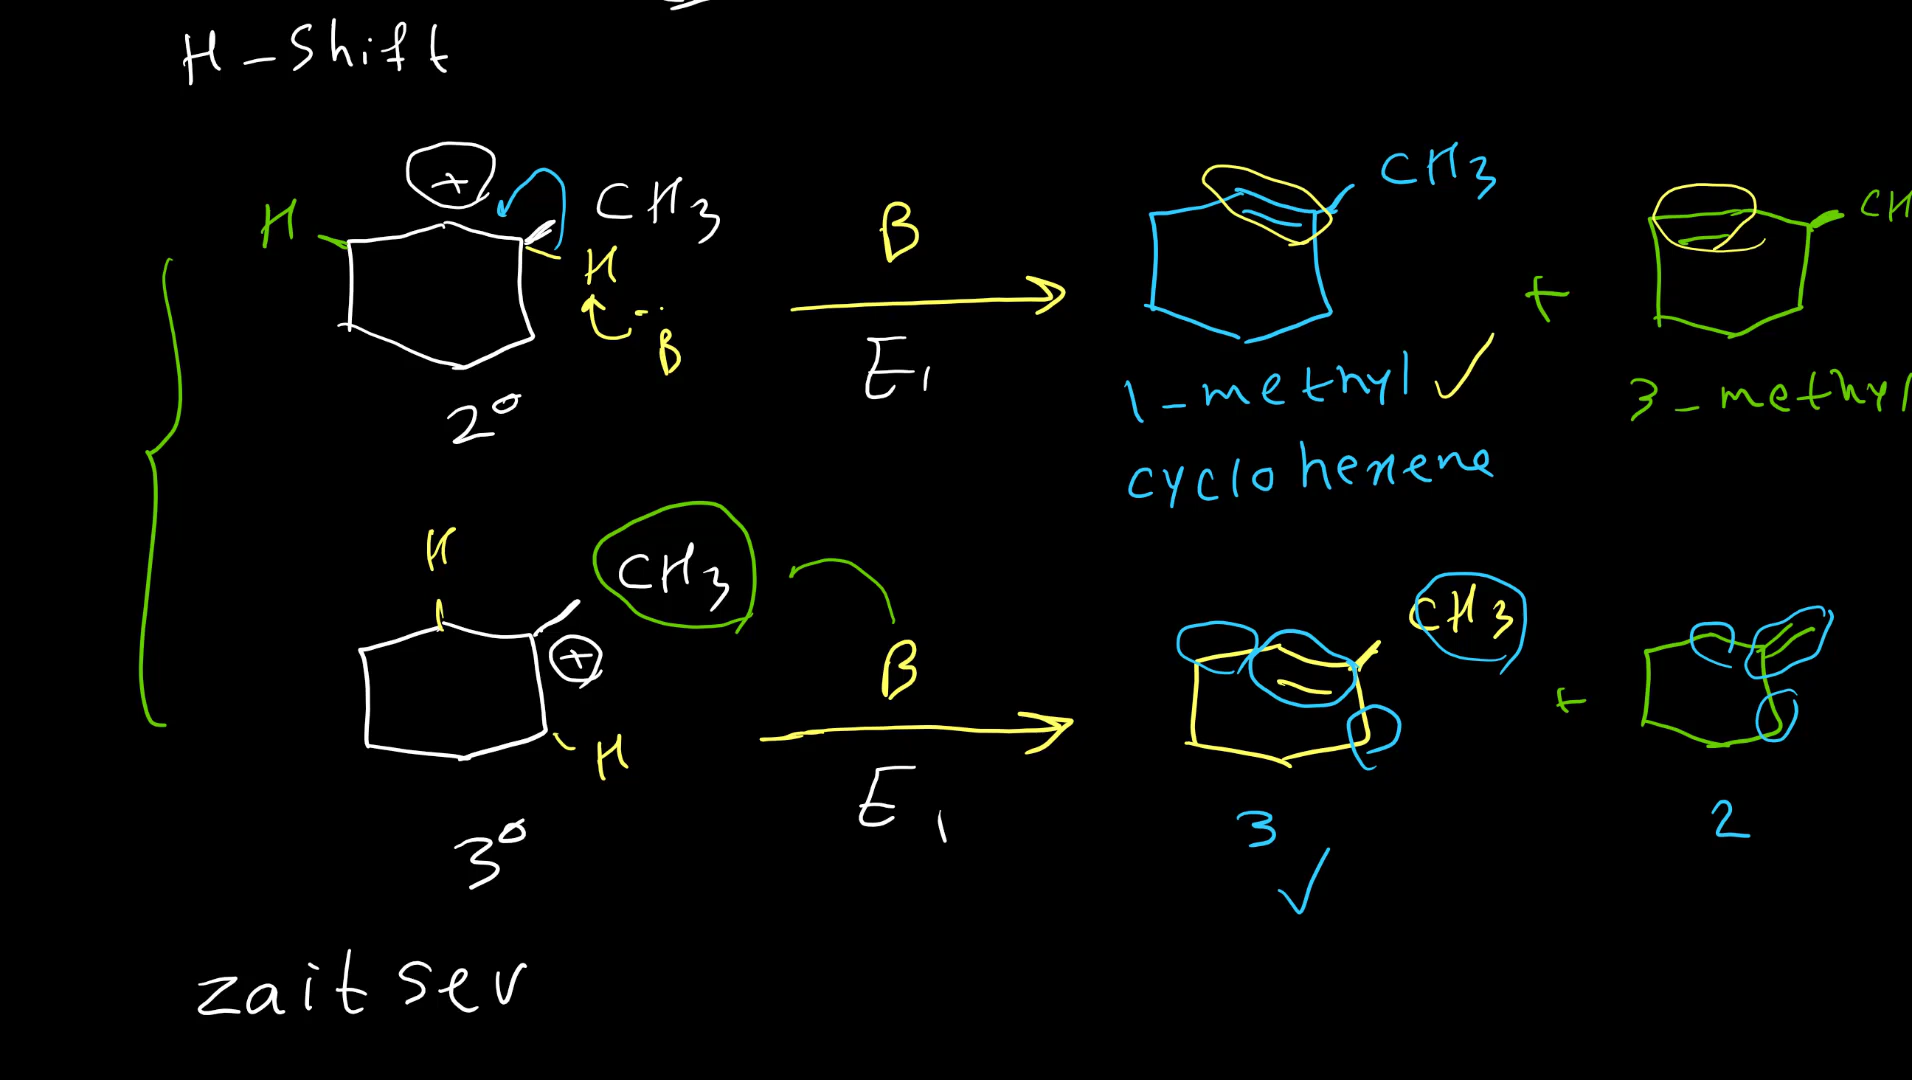 H-Shift
+ CH3
H
H
B
B
E1
2°
CH3
1-methyl
cyclohexene
+
CH
3-methyl
H
CH3
+
H
B
E1
3°
CH3
3
+
2
zaitsev